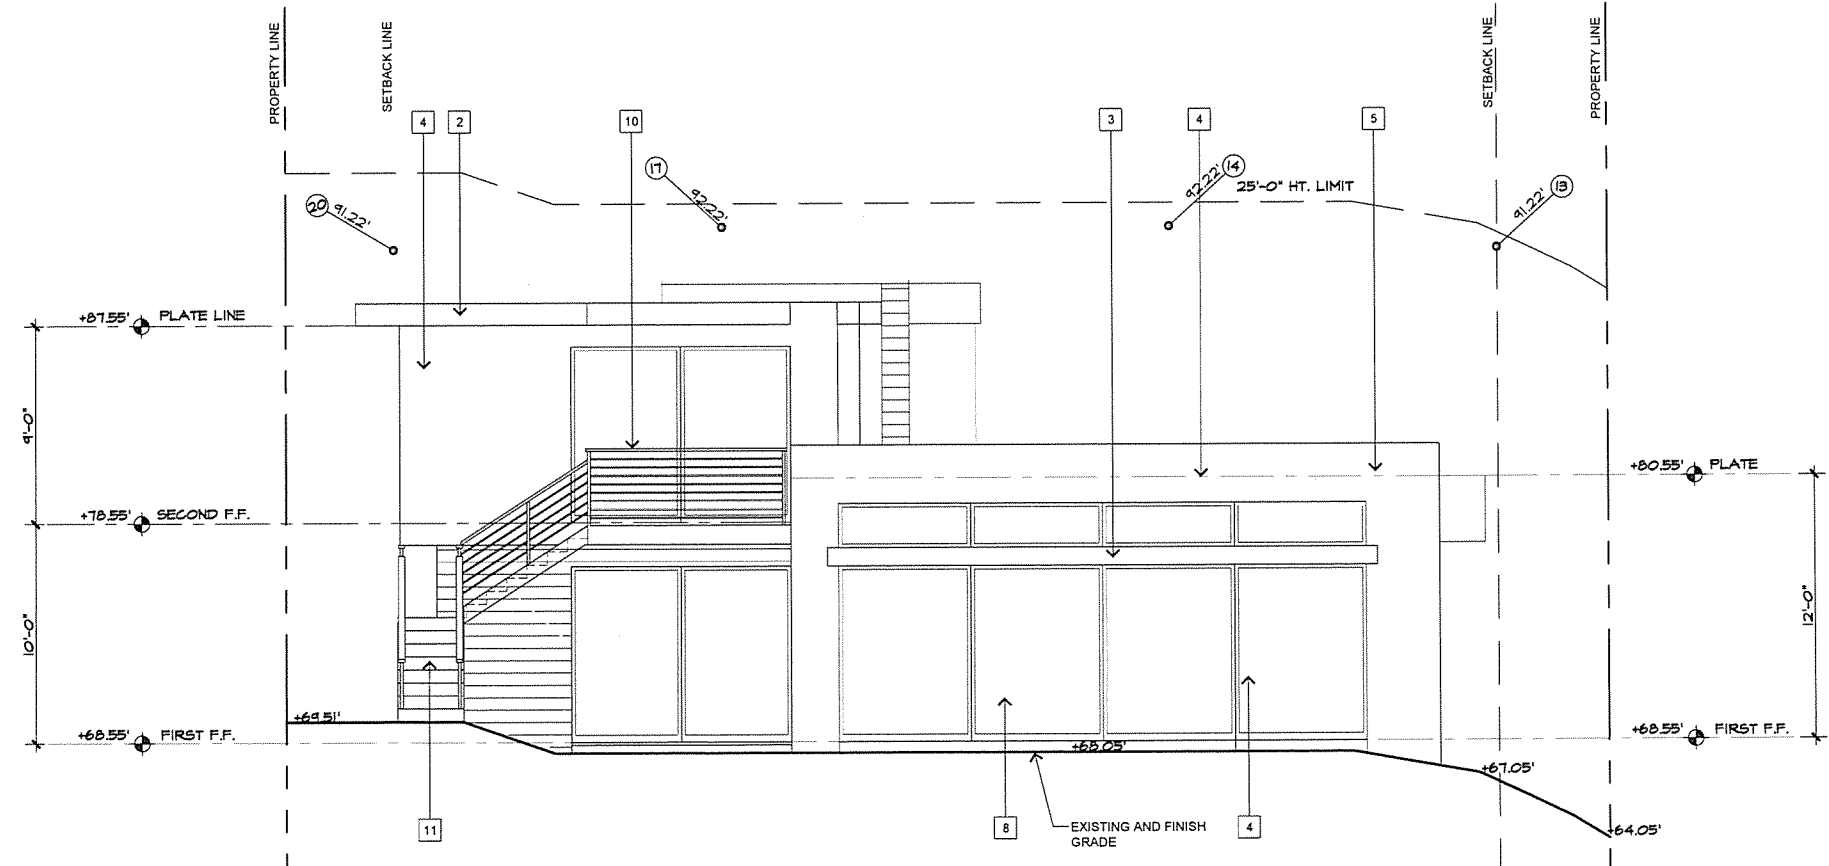 PROPERTY LINE
SETBACK LINE
SETBACK LINE
PROPERTY LINE
4
2
10
3
4
5
20
91.22'
17
92.22'
92.22'
14
25'-0" HT. LIMIT
91.22'
13
+87.55' PLATE LINE
9'-0"
+80.55' PLATE
+78.55' SECOND F.F.
10'-0"
12'-0"
+69.51'
+68.55' FIRST F.F.
+68.05'
+68.55' FIRST F.F.
+67.05'
11
8
EXISTING AND FINISH
GRADE
4
+64.05'